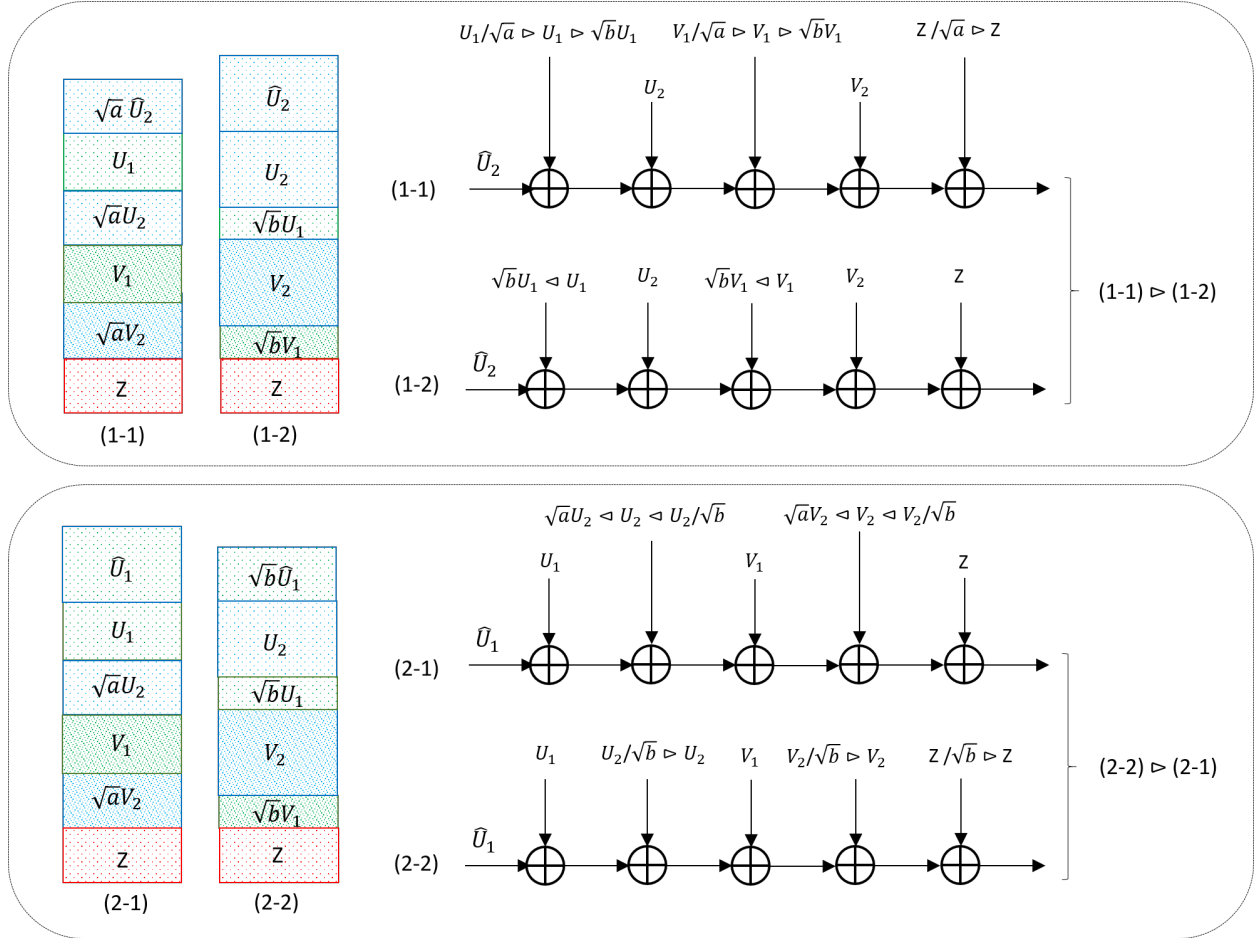 U₁/√a ⊳ U₁ ⊳ √bU₁ V₁/√a ⊳ V₁ ⊳ √bV₁ Z/√a ⊳ Z
U₂ V₂
√a Û₂
U₁
√aU₂
V₁
√aV₂
Z
(1-1)
Û₂
U₂
√bU₁
V₂
√bV₁
Z
(1-2)
(1-1) Û₂
√bU₁ ⊲ U₁ U₂ √bV₁ ⊲ V₁ V₂ Z
(1-2) Û₂
(1-1) ⊳ (1-2)
√aU₂ ⊲ U₂ ⊲ U₂/√b √aV₂ ⊲ V₂ ⊲ V₂/√b
U₁ V₁ Z
Û₁
U₁
√aU₂
V₁
√aV₂
Z
(2-1)
√bÛ₁
U₂
√bU₁
V₂
√bV₁
Z
(2-2)
(2-1) Û₁
U₁ U₂/√b ⊳ U₂ V₁ V₂/√b ⊳ V₂ Z/√b ⊳ Z
(2-2) Û₁
(2-2) ⊳ (2-1)